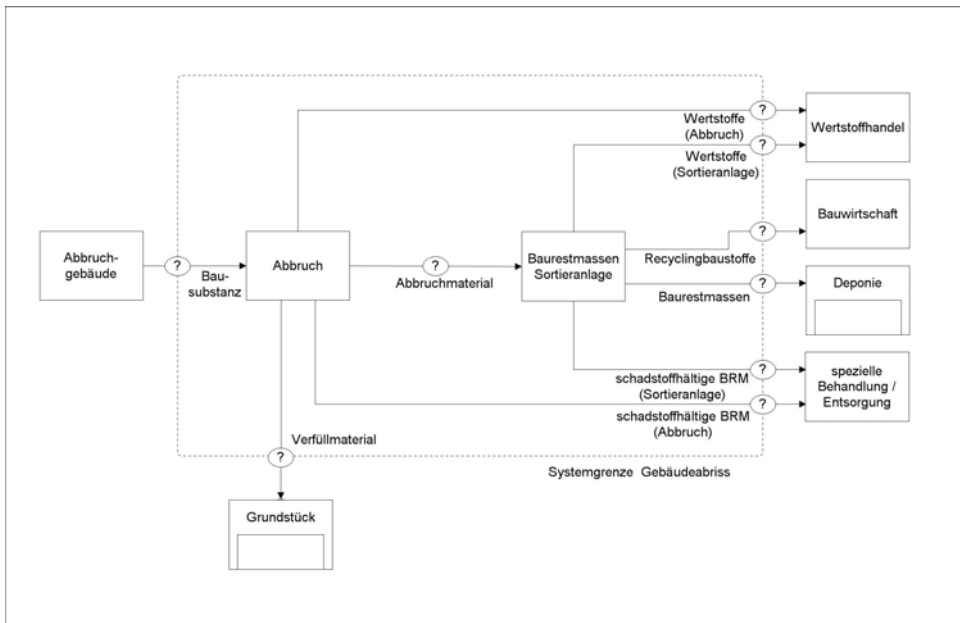 ?
Wertstoffe
(Abbruch)
Wertstoffhandel
?
Wertstoffe
(Sortieranlage)
Bauwirtschaft
Abbruch-
gebäude
?
Bau-
substanz
Abbruch
?
Abbruchmaterial
Baurestmassen
Sortieranlage
?
Recyclingbaustoffe
?
Baurestmassen
Deponie
?
schadstoffhältige BRM
(Sortieranlage)
spezielle
Behandlung /
Entsorgung
?
schadstoffhältige BRM
(Abbruch)
Verfüllmaterial
?
Systemgrenze Gebäudeabriss
Grundstück